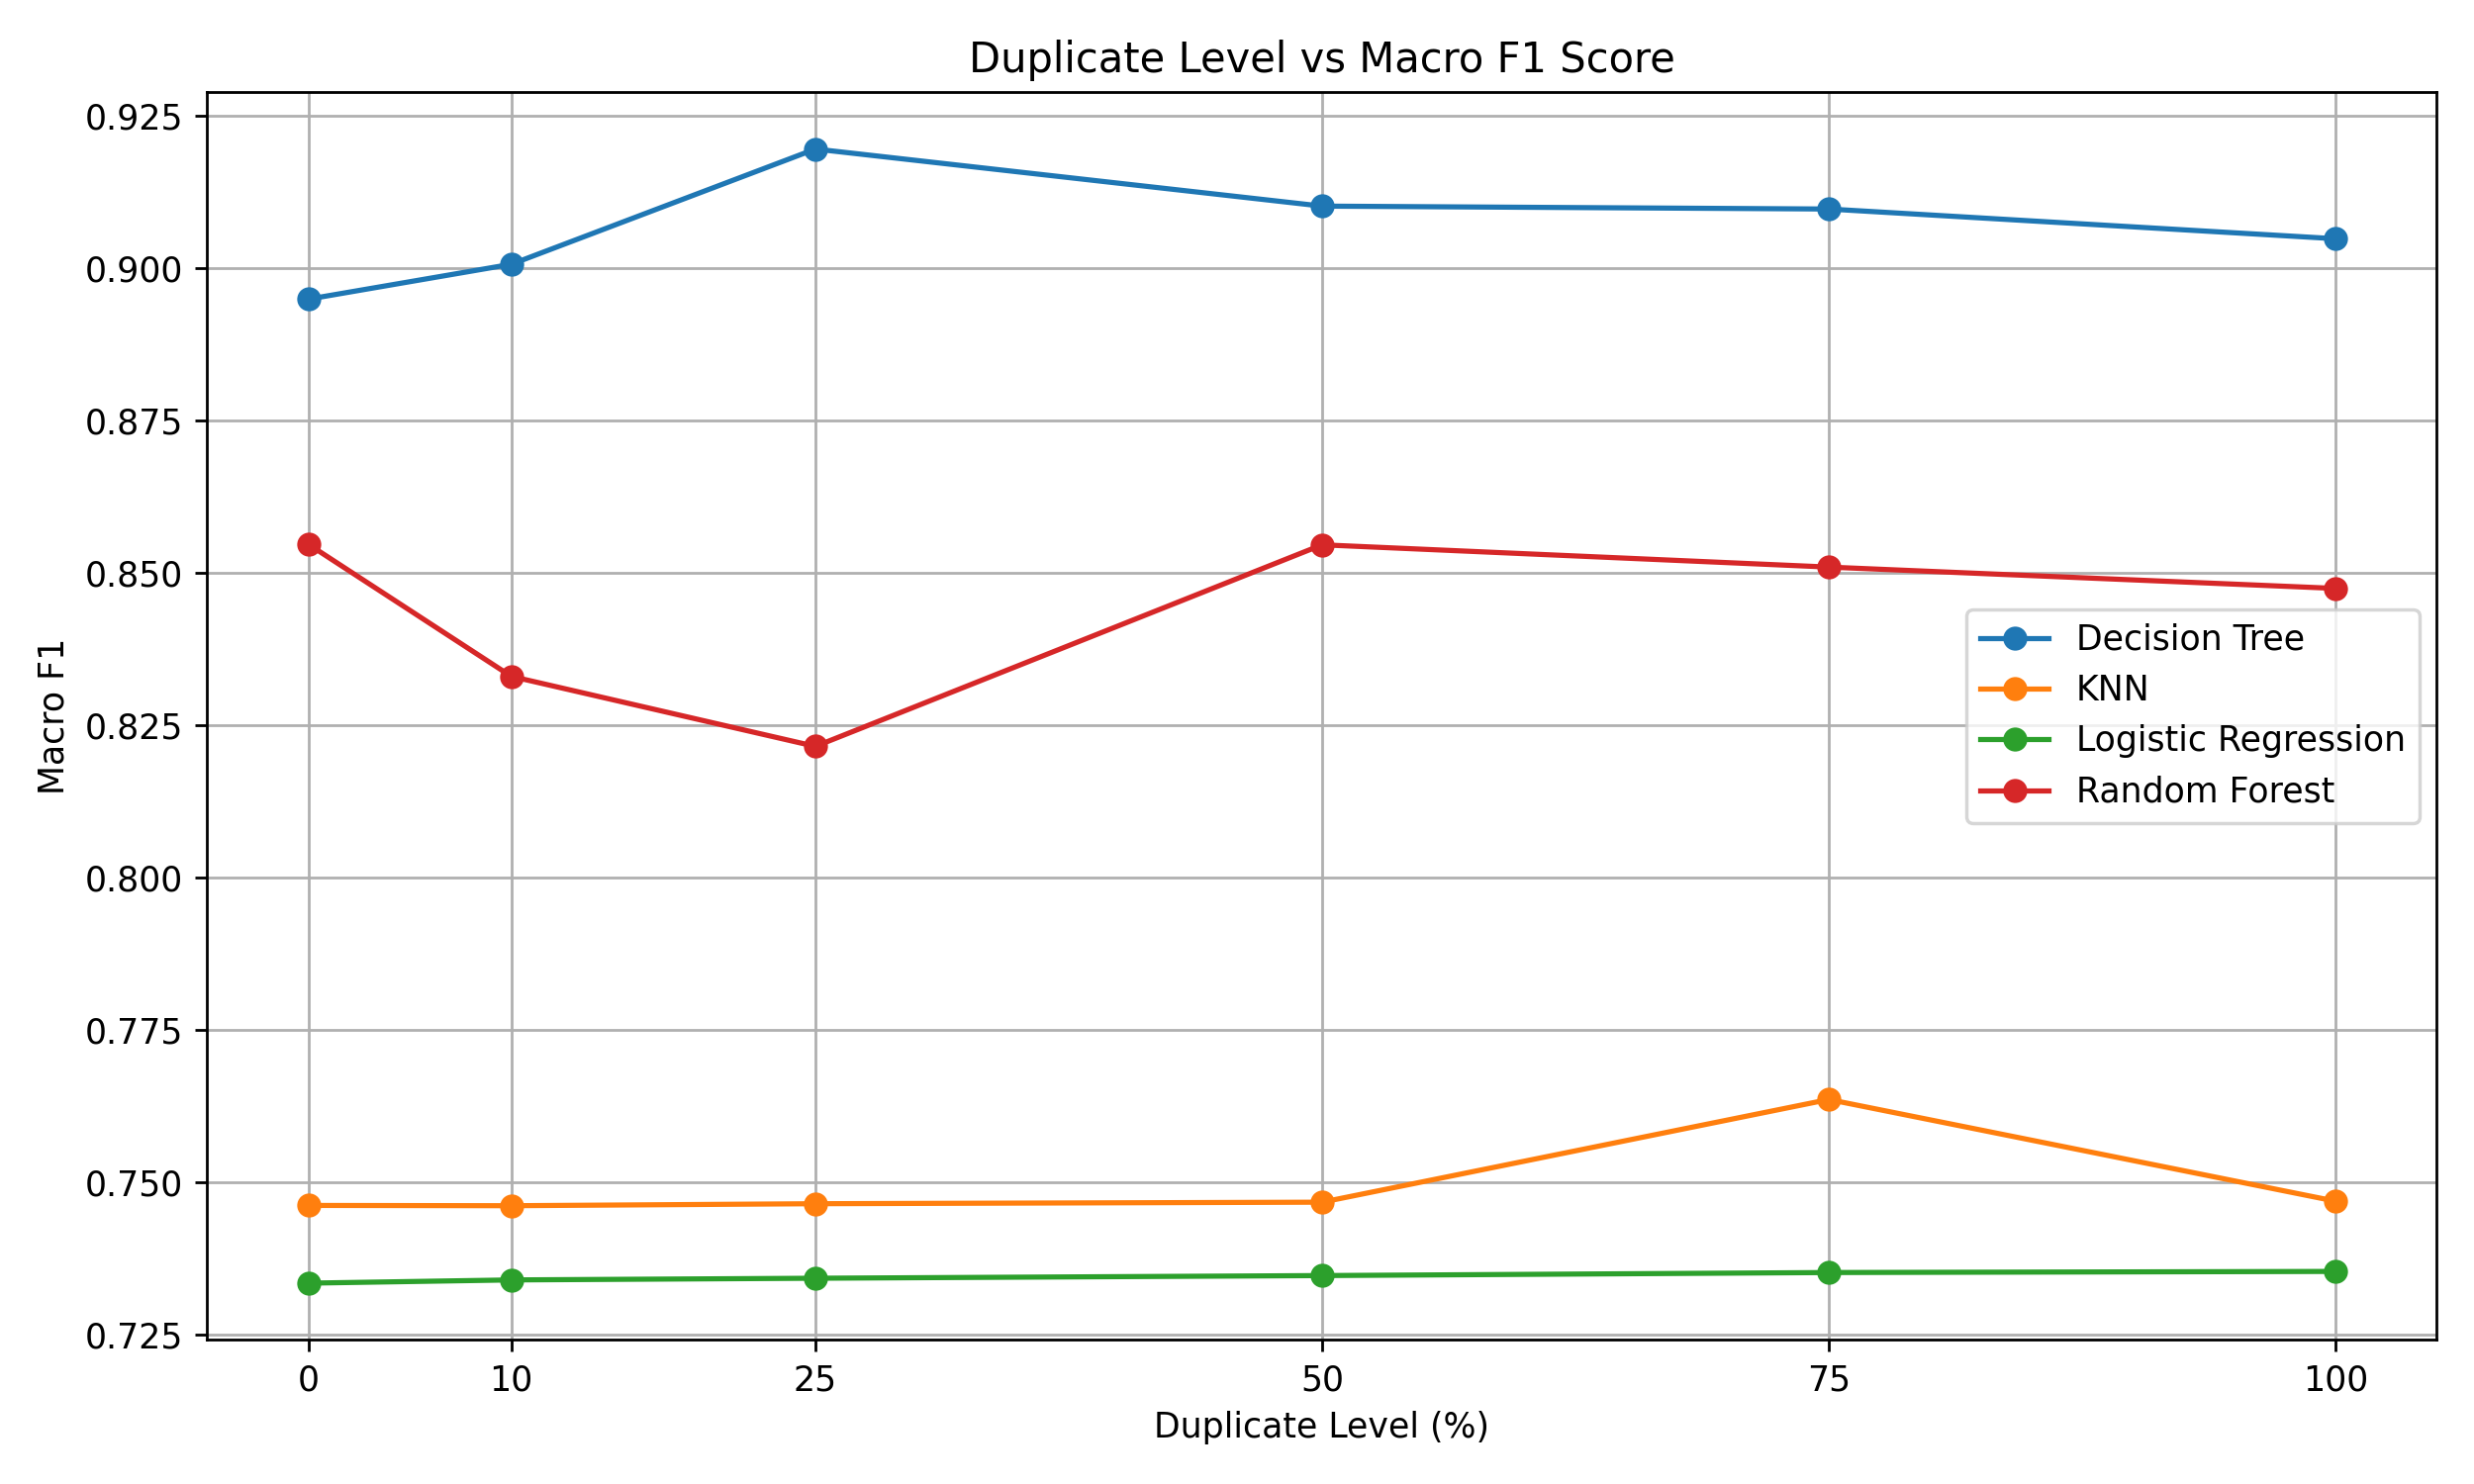 Duplicate Level vs Macro F1 Score
0.925
0.900
0.875
0.850
0.825
0.800
0.775
0.750
0.725
Macro F1
Decision Tree
KNN
Logistic Regression
Random Forest
0 10 25 50 75 100
Duplicate Level (%)